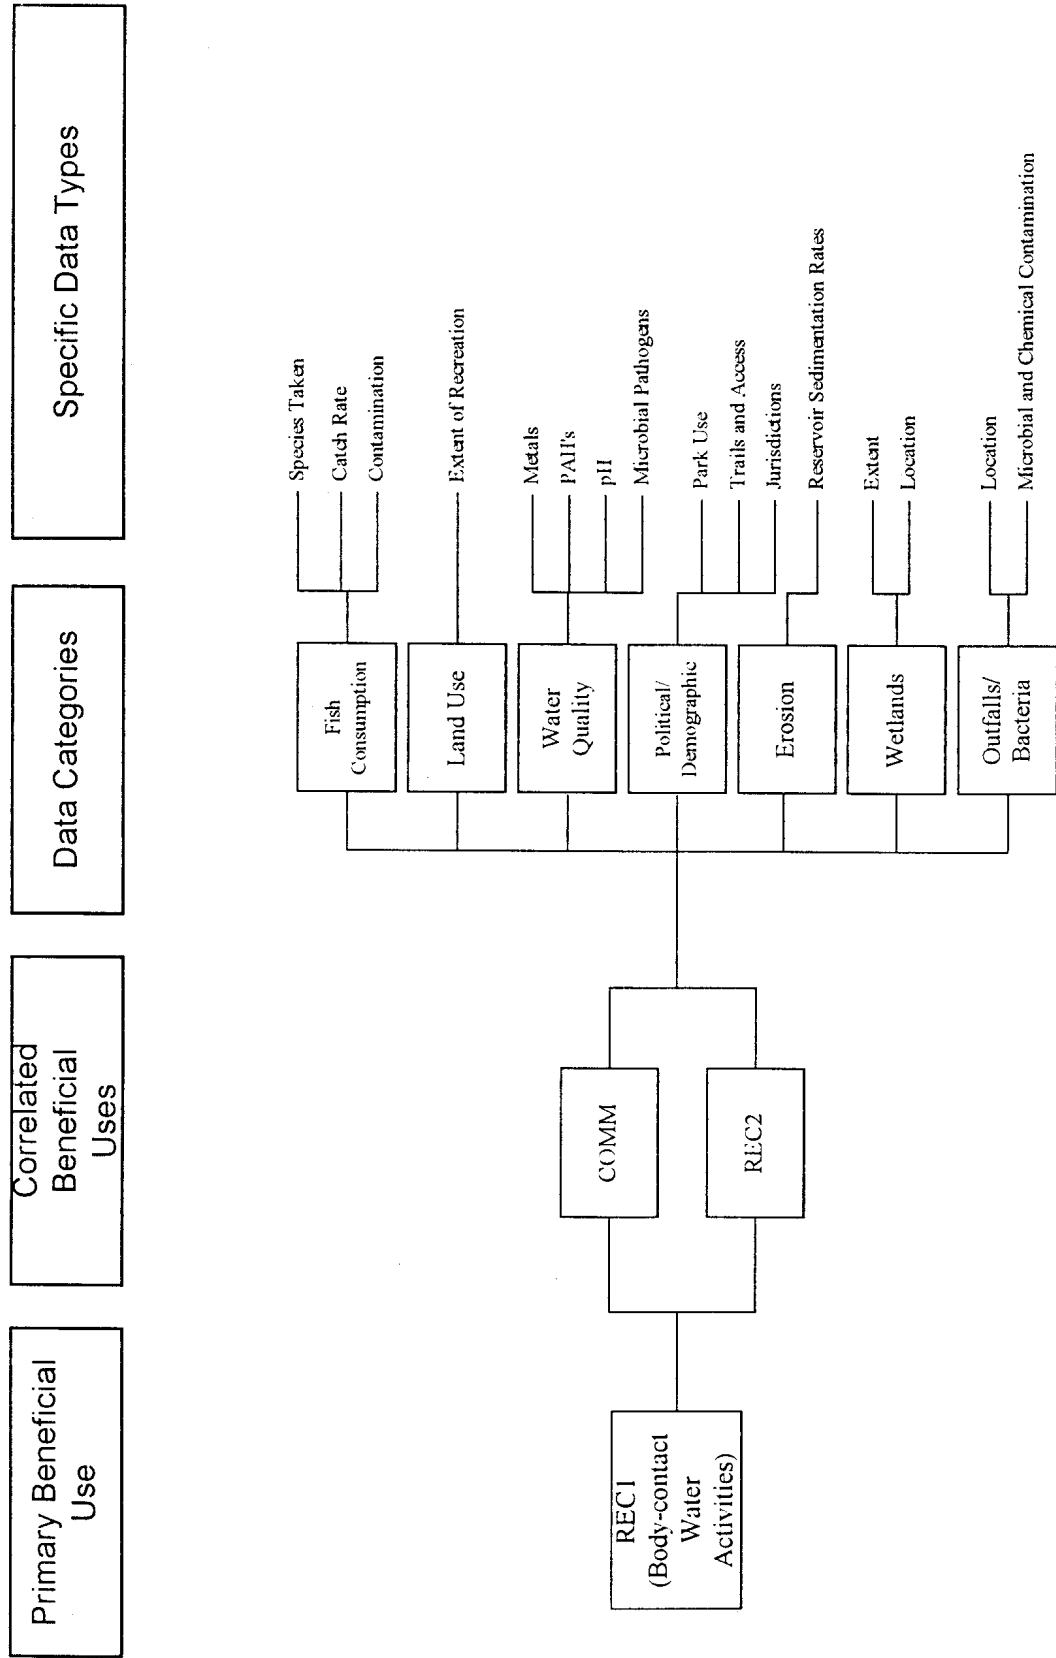 Primary Beneficial
Use
Correlated
Beneficial
Uses
Data Categories
Specific Data Types
REC1
(Body-contact
Water
Activities)
COMM
REC2
Fish
Consumption
Species Taken
Catch Rate
Contamination
Land Use
Extent of Recreation
Water
Quality
Metals
PAH's
pH
Microbial Pathogens
Political/
Demographic
Park Use
Trails and Access
Jurisdictions
Erosion
Reservoir Sedimentation Rates
Wetlands
Extent
Location
Outfalls/
Bacteria
Location
Microbial and Chemical Contamination